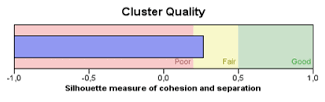 Cluster Quality
Poor Fair Good
-1,0 -0,5 0,0 0,5 1,0
Silhouette measure of cohesion and separation